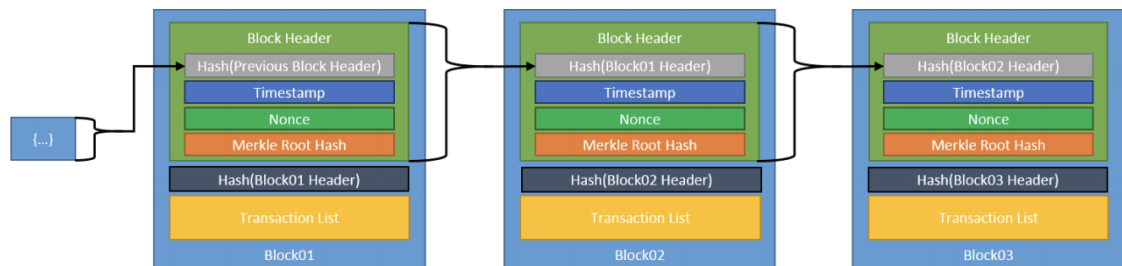 {...}
Block Header
Hash(Previous Block Header)
Timestamp
Nonce
Merkle Root Hash
Hash(Block01 Header)
Transaction List
Block01
Block Header
Hash(Block01 Header)
Timestamp
Nonce
Merkle Root Hash
Hash(Block02 Header)
Transaction List
Block02
Block Header
Hash(Block02 Header)
Timestamp
Nonce
Merkle Root Hash
Hash(Block03 Header)
Transaction List
Block03